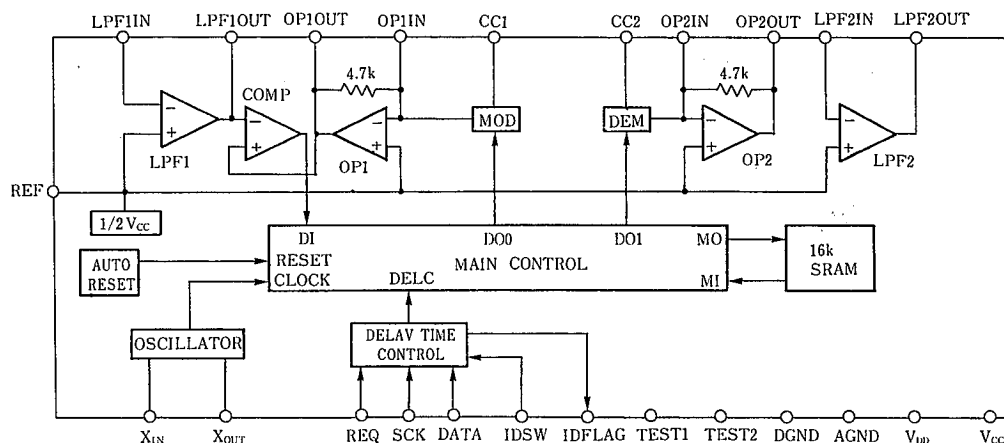 LPF1IN LPF1OUT OP1OUT OP1IN CC1 CC2 OP2IN OP2OUT LPF2IN LPF2OUT
4.7k 4.7k
COMP
MOD DEM
LPF1 OP1 OP2 LPF2
REF
1/2 VCC
DI DO0 DO1 MO
RESET
MAIN CONTROL
CLOCK DELC MI
16k
SRAM
AUTO
RESET
OSCILLATOR
DELAV TIME
CONTROL
XIN XOUT REQ SCK DATA IDSW IDFLAG TEST1 TEST2 DGND AGND VDD VCC